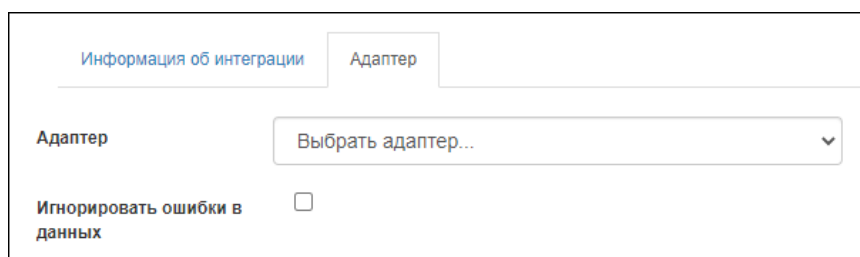 Информация об интеграции Адаптер
Адаптер Выбрать адаптер...
Игнорировать ошибки в
данных